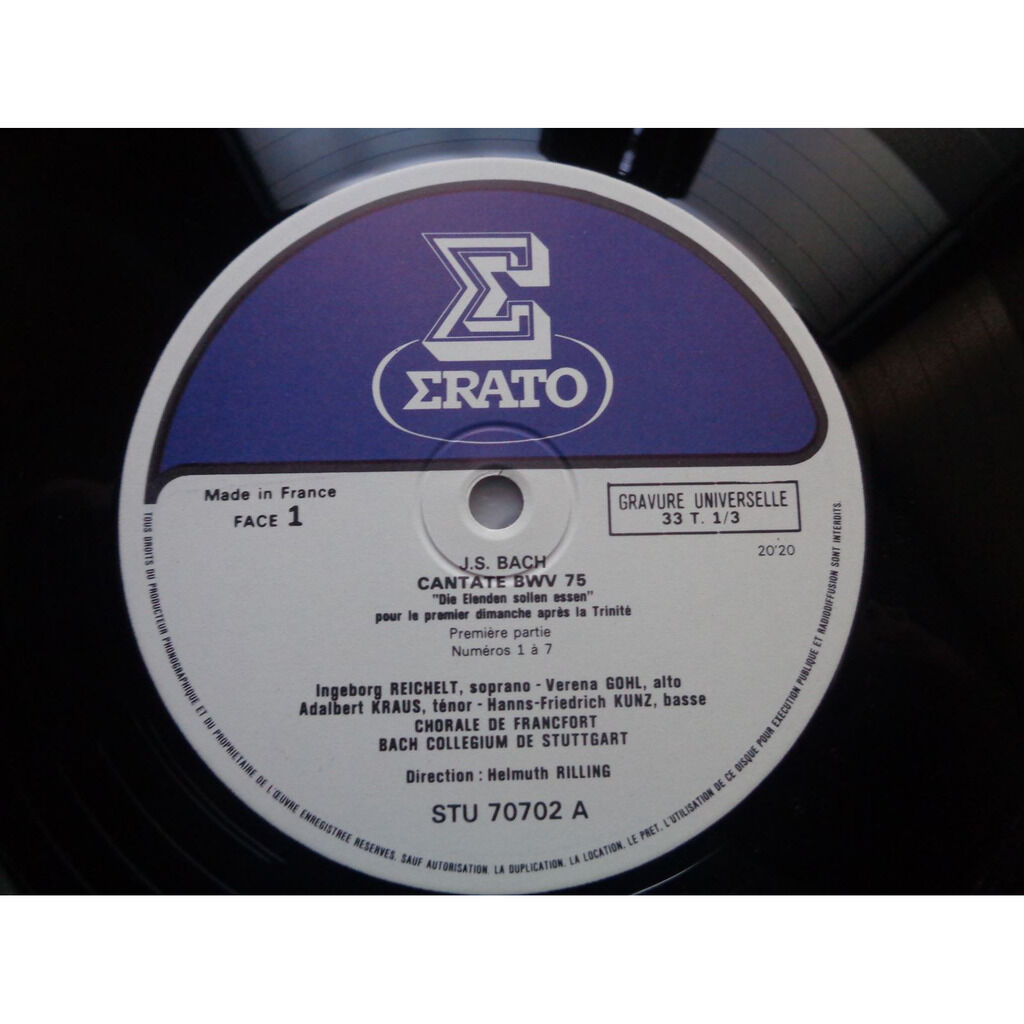 ΣRATO
Made in France
FACE 1
GRAVURE UNIVERSELLE
33 T. 1/3
20'20
J.S. BACH
CANTATE BWV 75
"Die Elenden sollen essen"
pour le premier dimanche après la Trinité
Première partie
Numéros 1 à 7
Ingeborg REICHELT, soprano - Verena GOHL, alto
Adalbert KRAUS, ténor - Hanns-Friedrich KUNZ, basse
CHORALE DE FRANCFORT
BACH COLLEGIUM DE STUTTGART
Direction : Helmuth RILLING
STU 70702 A
TOUS DROITS DU PRODUCTEUR PHONOGRAPHIQUE ET DU PROPRIETAIRE DE L'ŒUVRE ENREGISTREE RESERVES. SAUF AUTORISATION. LA DUPLICATION. LA LOCATION. LE PRET. L'UTILISATION DE CE DISQUE POUR EXECUTION PUBLIQUE ET RADIODIFFUSION SONT INTERDITS.